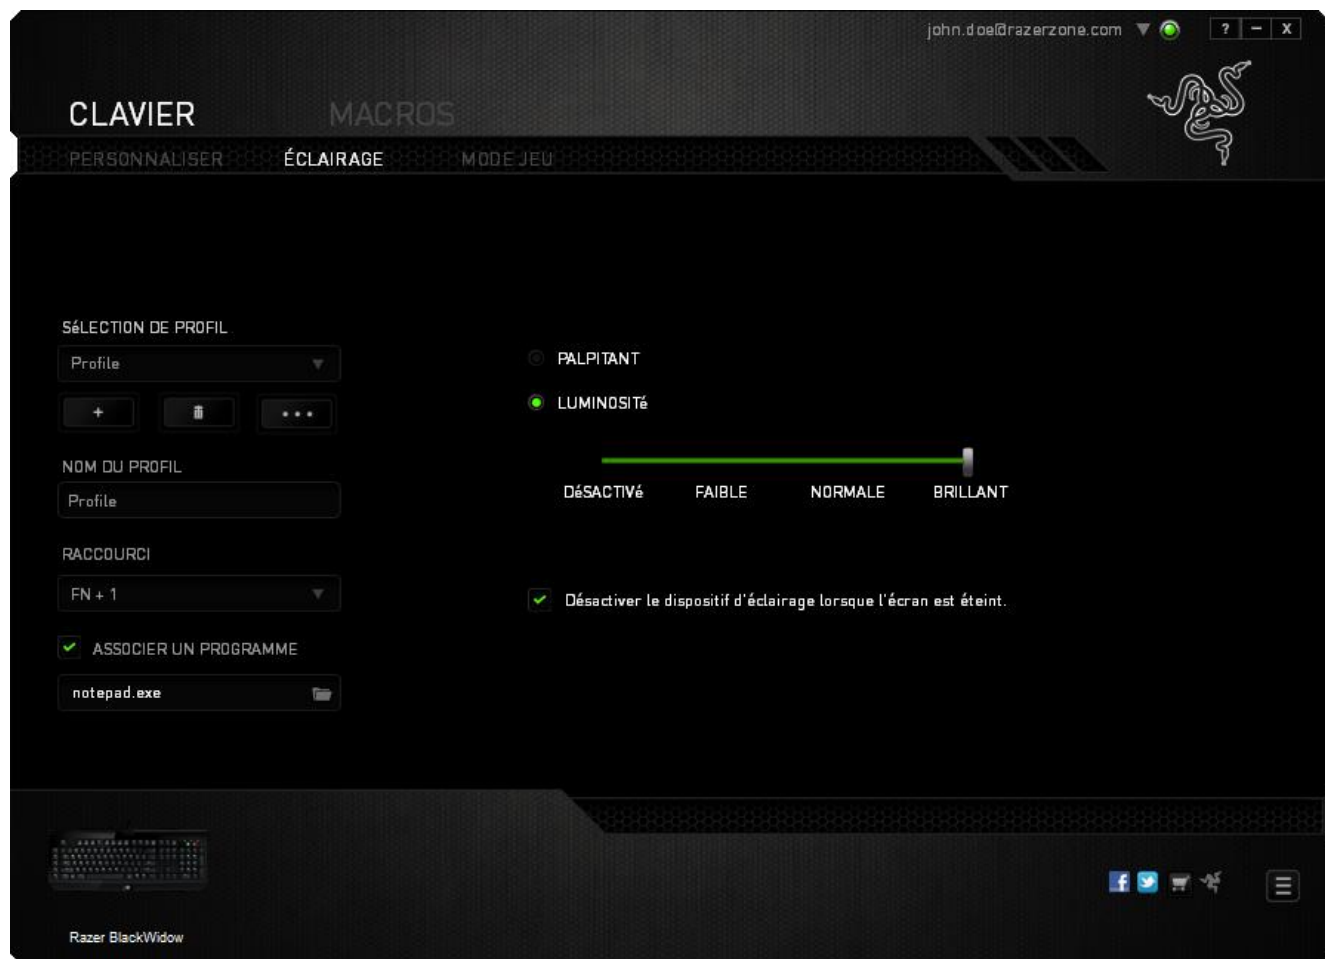 john.doe@razerzone.com
? – X
CLAVIER MACROS
PERSONNALISER ÉCLAIRAGE MODE JEU
SéLECTION DE PROFIL
Profile
+
NOM DU PROFIL
Profile
RACCOURCI
FN + 1
ASSOCIER UN PROGRAMME
notepad.exe
PALPITANT
LUMINOSITé
DéSACTIVé FAIBLE NORMALE BRILLANT
Désactiver le dispositif d'éclairage lorsque l'écran est éteint.
Razer BlackWidow